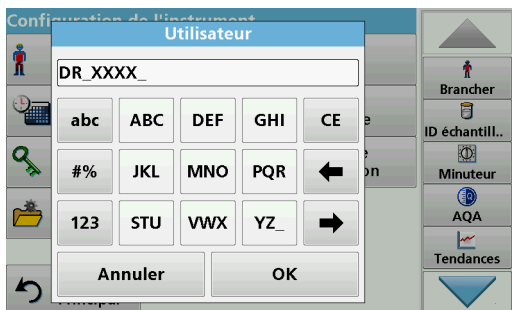 Configuration de l'instrument
Utilisateur
DR_XXXX_
abc ABC DEF GHI CE
#% JKL MNO PQR
123 STU VWX YZ_
Annuler OK
Principal
Brancher
ID échantill..
Minuteur
AQA
Tendances